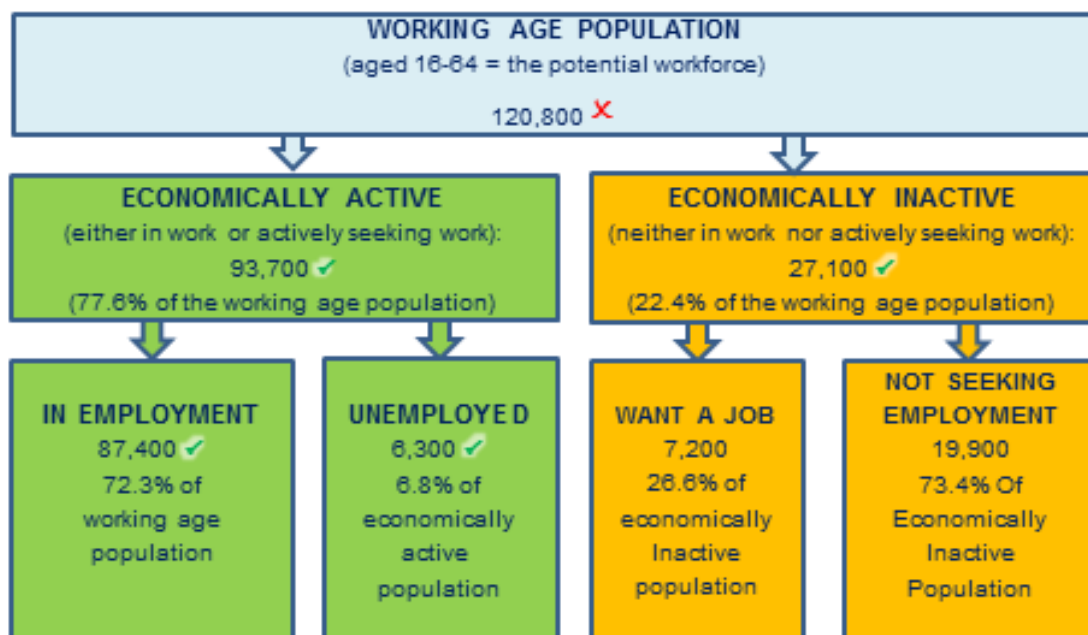 WORKING AGE POPULATION
(aged 16-64 = the potential workforce)
120,800 ✗
ECONOMICALLY ACTIVE
(either in work or actively seeking work):
93,700 ✓
(77.6% of the working age population)
ECONOMICALLY INACTIVE
(neither in work nor actively seeking work):
27,100 ✓
(22.4% of the working age population)
IN EMPLOYMENT
87,400 ✓
72.3% of
working age
population
UNEMPLOYED
6,300 ✓
6.8% of
economically
active
population
WANT A JOB
7,200
26.6% of
economically
Inactive
population
NOT SEEKING
EMPLOYMENT
19,900
73.4% Of
Economically
Inactive
Population